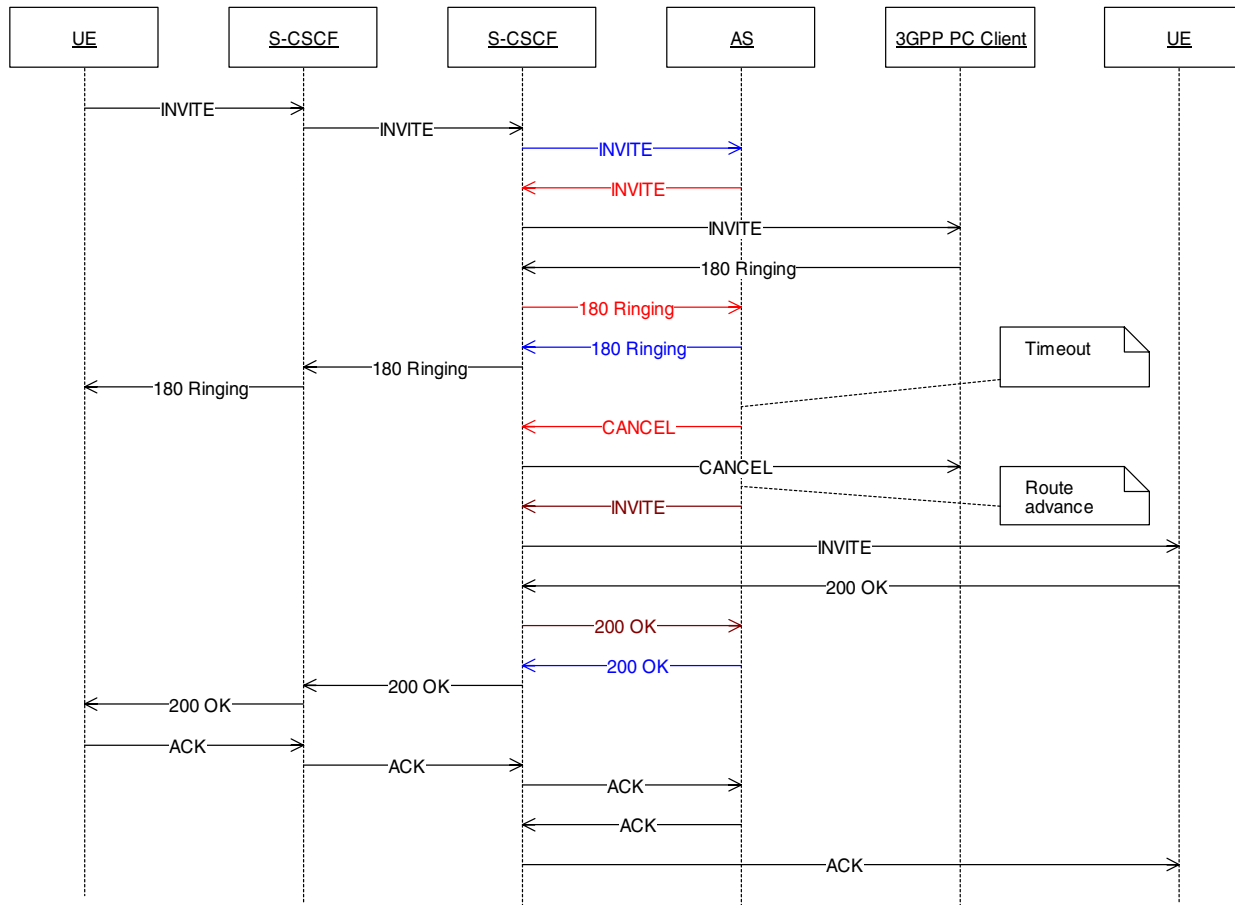 UE
S-CSCF
S-CSCF
AS
3GPP PC Client
UE
INVITE
INVITE
INVITE
INVITE
INVITE
180 Ringing
180 Ringing
180 Ringing
180 Ringing
180 Ringing
Timeout
CANCEL
CANCEL
Route
advance
INVITE
INVITE
200 OK
200 OK
200 OK
200 OK
200 OK
ACK
ACK
ACK
ACK
ACK